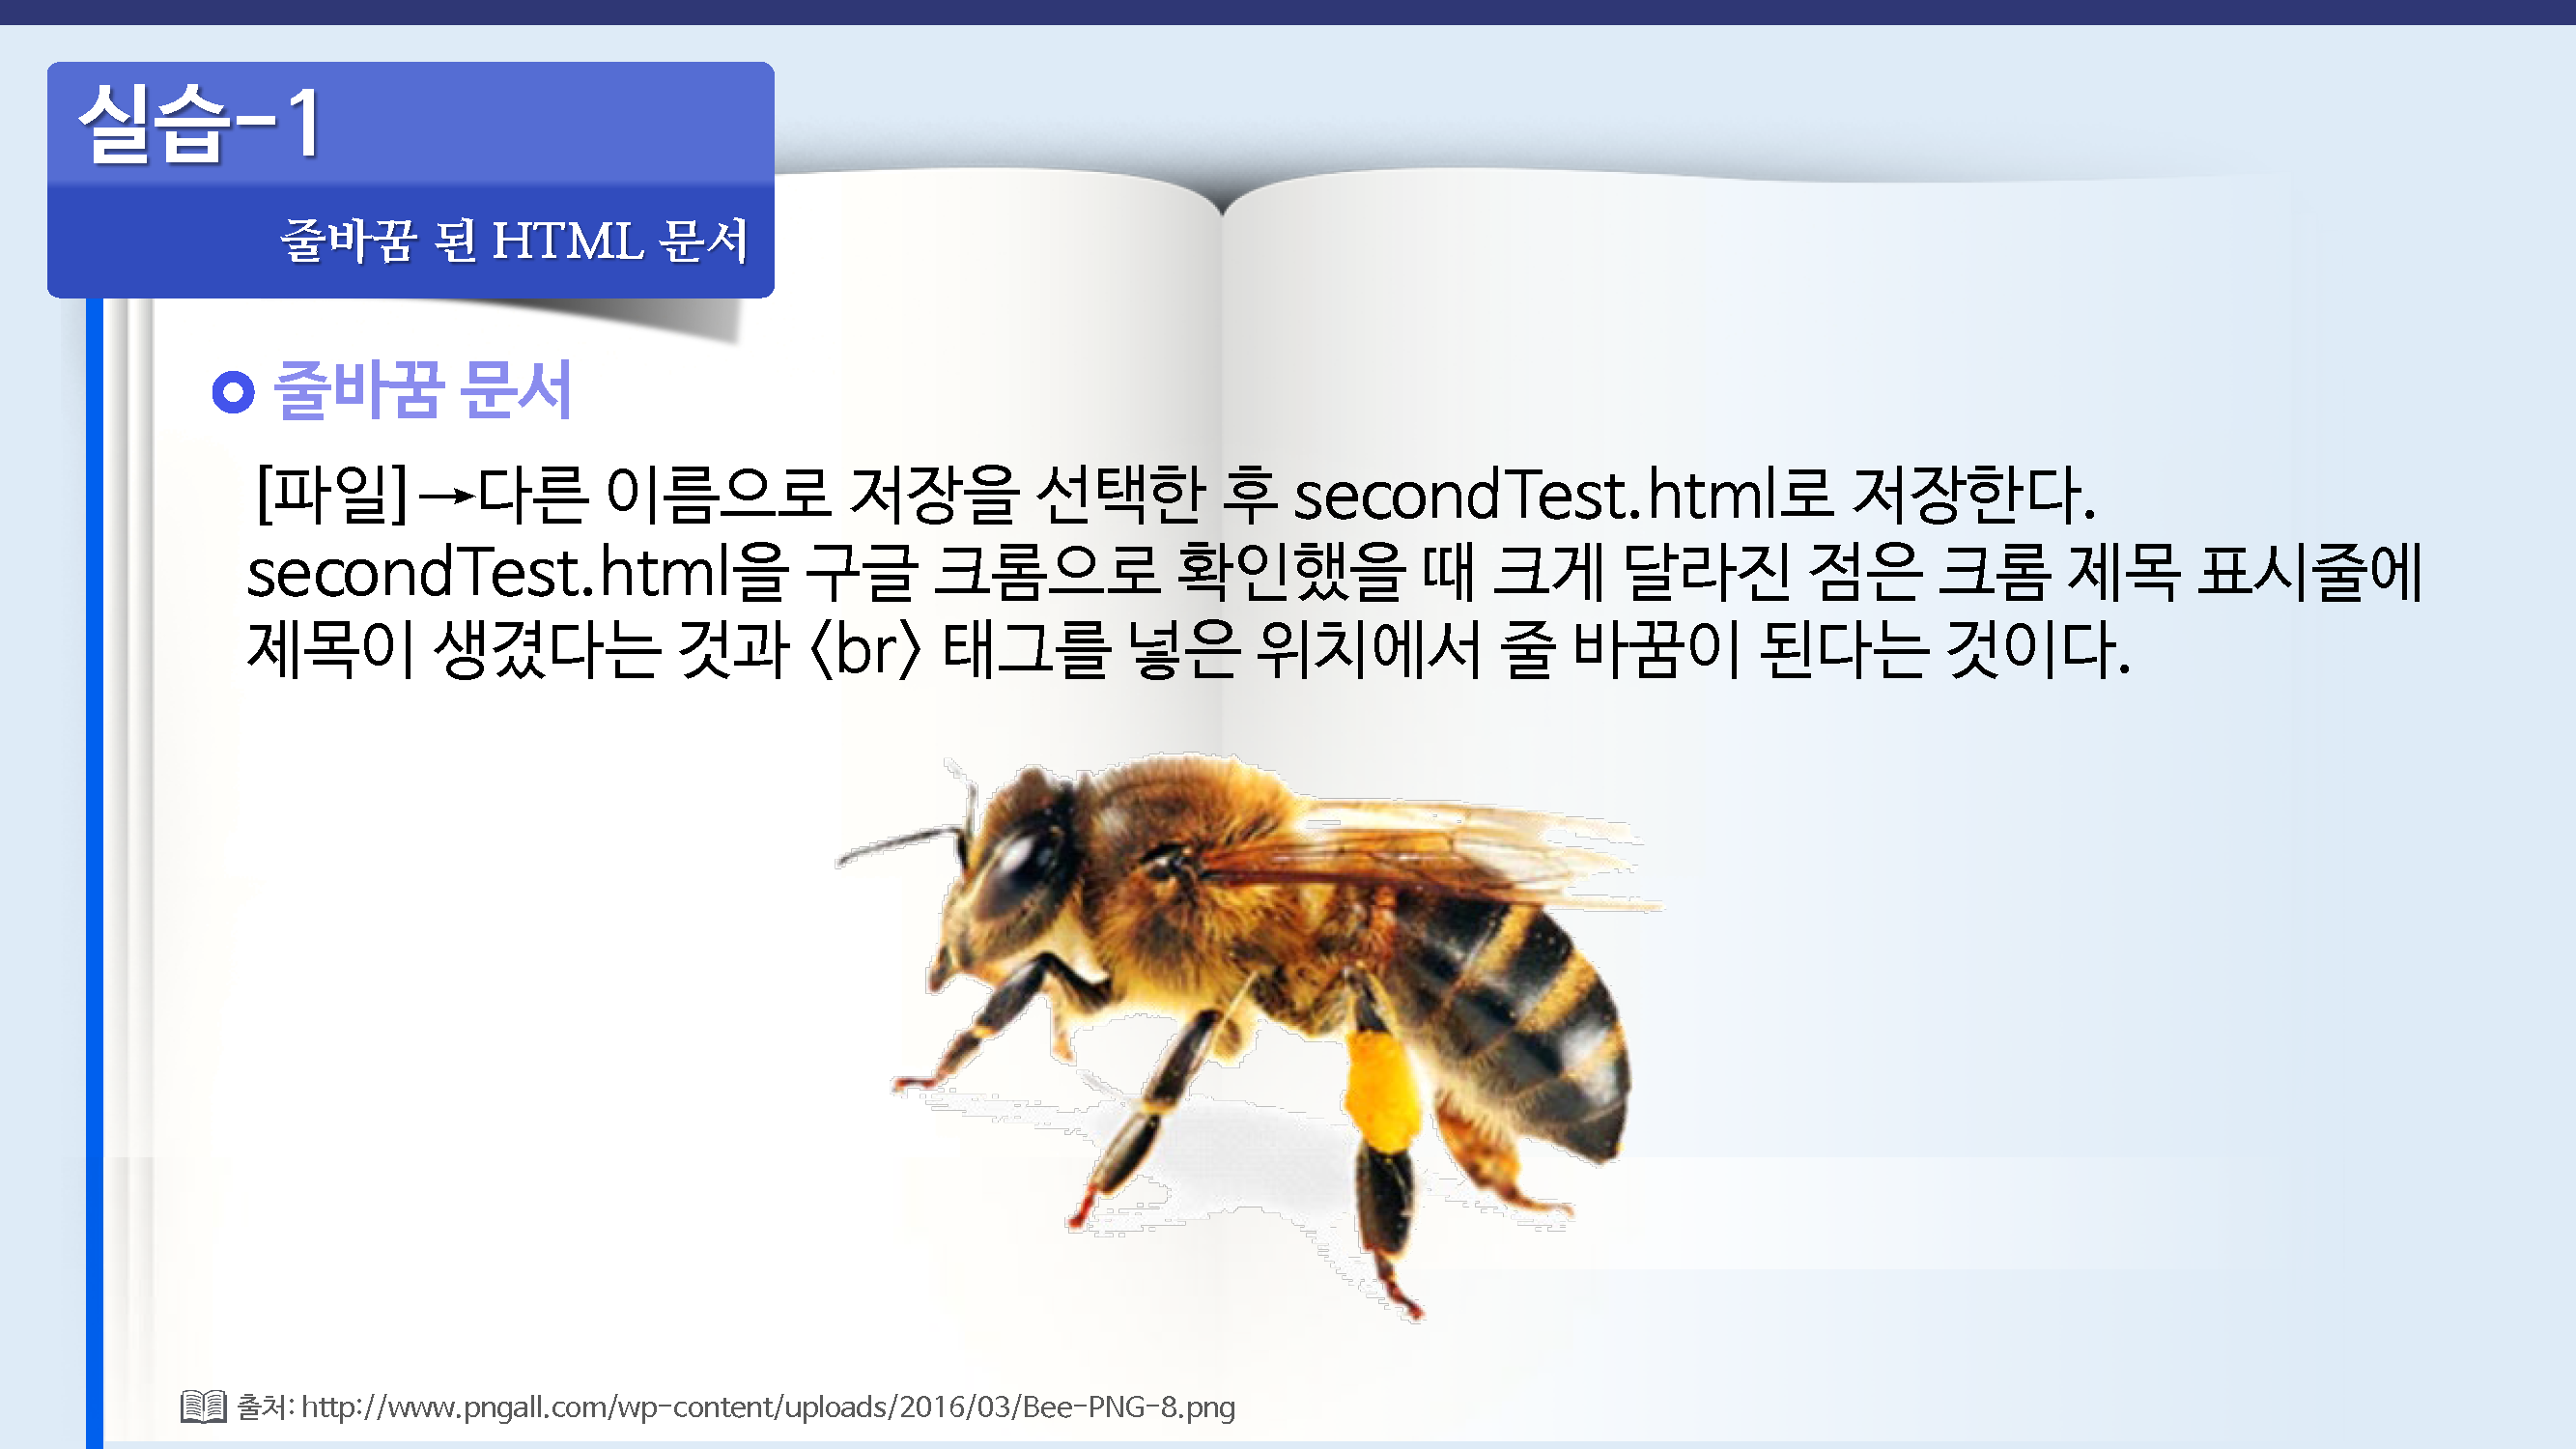 실습-1
줄바꿈 된 HTML 문서
줄바꿈 문서
[파일]→다른 이름으로 저장을 선택한 후 secondTest.html로 저장한다.
secondTest.html을 구글 크롬으로 확인했을 때 크게 달라진 점은 크롬 제목 표시줄에
제목이 생겼다는 것과 <br> 태그를 넣은 위치에서 줄 바꿈이 된다는 것이다.
출처: http://www.pngall.com/wp-content/uploads/2016/03/Bee-PNG-8.png